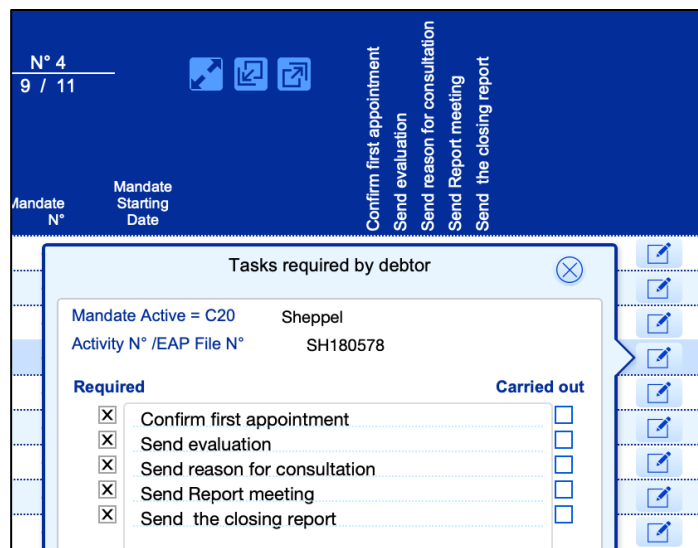 N° 4
9 / 11
Confirm first appointment
Send evaluation
Send reason for consultation
Send Report meeting
Send the closing report
Mandate
N°
Mandate
Starting
Date
Tasks required by debtor
Mandate Active = C20 Sheppel
Activity N° /EAP File N° SH180578
Required Carried out
X Confirm first appointment
X Send evaluation
X Send reason for consultation
X Send Report meeting
X Send the closing report